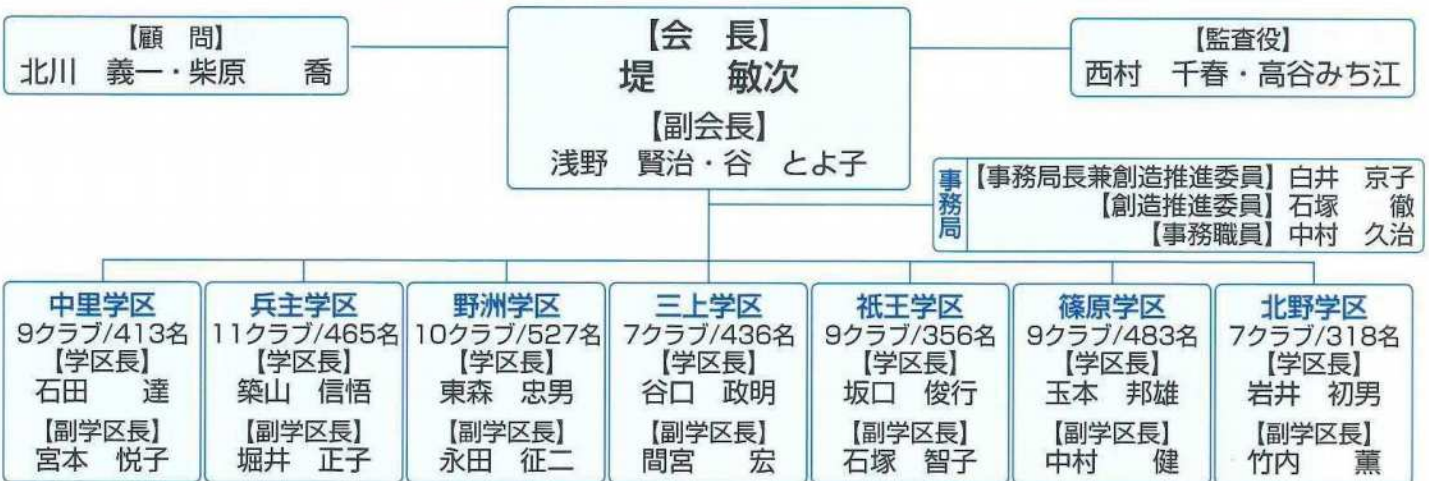 【顧　問】
北川　義一・柴原　　喬
【会　長】
堤　　敏次
【副会長】
浅野　賢治・谷　とよ子
【監査役】
西村　千春・高谷みち江
事務局
【事務局長兼創造推進委員】白井　京子
【創造推進委員】石塚　　徹
【事務職員】中村　久治
中里学区
9クラブ/413名
【学区長】
石田　　達
【副学区長】
宮本　悦子
兵主学区
11クラブ/465名
【学区長】
築山　信悟
【副学区長】
堀井　正子
野洲学区
10クラブ/527名
【学区長】
東森　忠男
【副学区長】
永田　征二
三上学区
7クラブ/436名
【学区長】
谷口　政明
【副学区長】
間宮　　宏
祇王学区
9クラブ/356名
【学区長】
坂口　俊行
【副学区長】
石塚　智子
篠原学区
9クラブ/483名
【学区長】
玉本　邦雄
【副学区長】
中村　　健
北野学区
7クラブ/318名
【学区長】
岩井　初男
【副学区長】
竹内　　薫